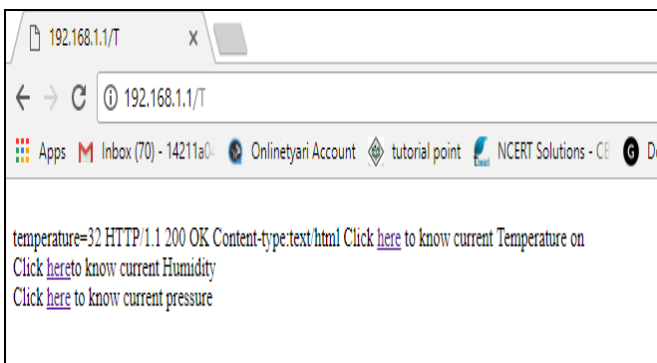 192.168.1.1/T
192.168.1.1/T
Apps Inbox (70) - 14211a0 Onlinetyari Account tutorial point NCERT Solutions - CB
temperature=32 HTTP/1.1 200 OK Content-type:text/html Click here to know current Temperature on
Click hereto know current Humidity
Click here to know current pressure